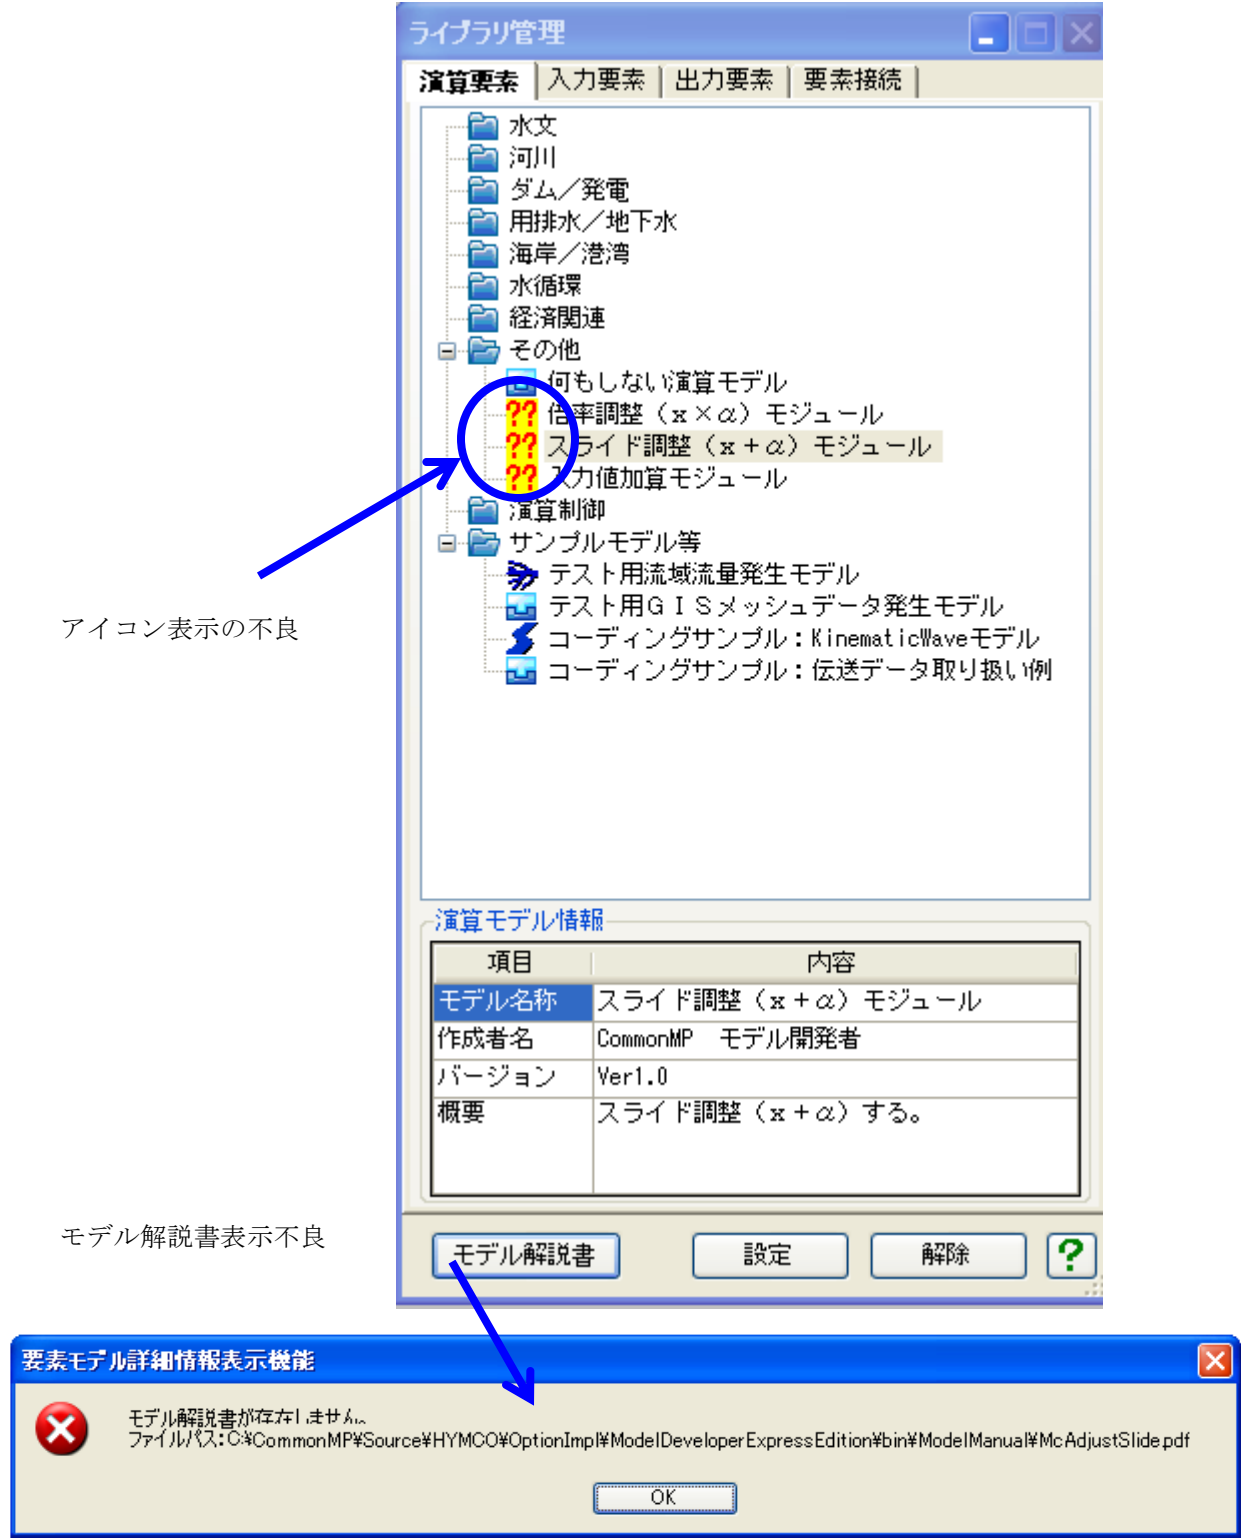 ライブラリ管理
演算要素 入力要素 出力要素 要素接続
水文
河川
ダム／発電
用排水／地下水
海岸／港湾
水循環
経済関連
その他
何もしない演算モデル
?? 倍率調整（x×α）モジュール
?? スライド調整（x＋α）モジュール
?? 入力値加算モジュール
演算制御
サンプルモデル等
テスト用流域流量発生モデル
テスト用ＧＩＳメッシュデータ発生モデル
コーディングサンプル：KinematicWaveモデル
コーディングサンプル：伝送データ取り扱い例
アイコン表示の不良
演算モデル情報
項目 内容
モデル名称 スライド調整（x＋α）モジュール
作成者名 CommonMP モデル開発者
バージョン Ver1.0
概要 スライド調整（x＋α）する。
モデル解説書表示不良
モデル解説書 設定 解除 ?
要素モデル詳細情報表示機能
モデル解説書が存在しません。
ファイルパス：C:¥CommonMP¥Source¥HYMCO¥OptionImpl¥ModelDeveloperExpressEdition¥bin¥ModelManual¥McAdjustSlide.pdf
OK